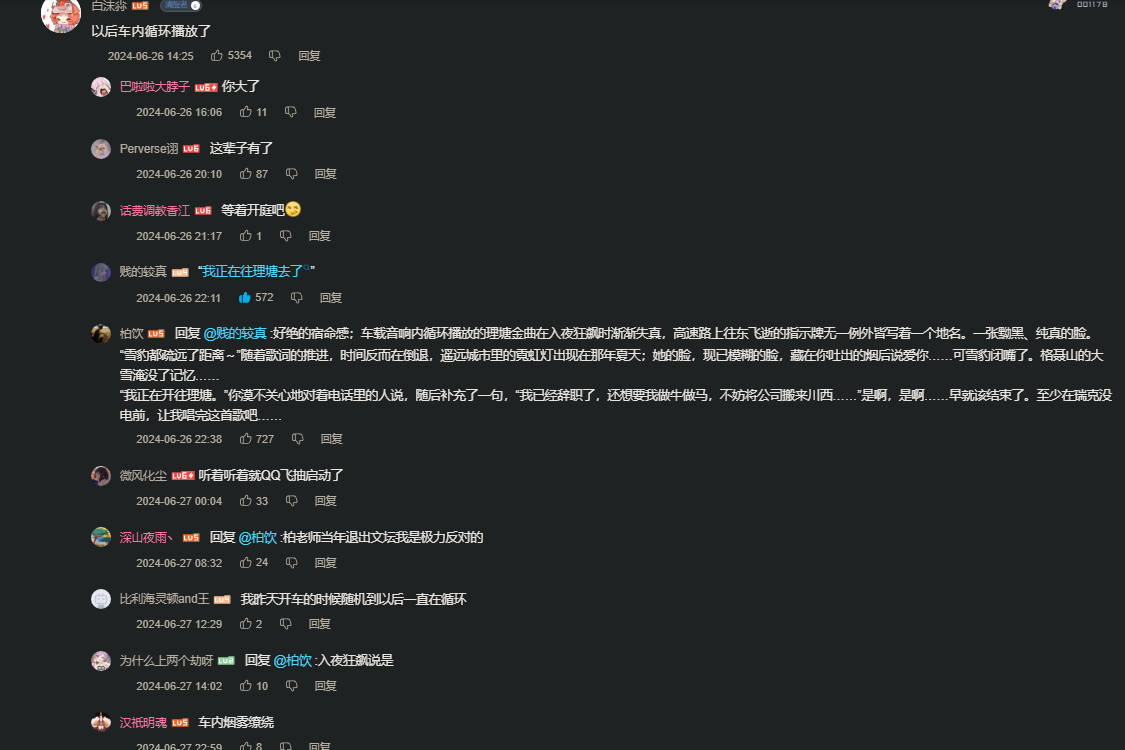 白沫淼 LV5
001178
以后车内循环播放了
2024-06-26 14:25 5354 回复
巴啦啦大脖子 LV6 你大了
2024-06-26 16:06 11 回复
Perverse诩 LV6 这辈子有了
2024-06-26 20:10 87 回复
话费调教香江 LV6 等着开庭吧
2024-06-26 21:17 1 回复
贱的较真 LV4 “我正在往理塘去了”
2024-06-26 22:11 572 回复
柏饮 LV5 回复 @贱的较真 :好绝的宿命感；车载音响内循环播放的理塘金曲在入夜狂飙时渐渐失真，高速路上往东飞逝的指示牌无一例外皆写着一个地名。一张黝黑、纯真的脸。
“雪豹都疏远了距离～”随着歌词的推进，时间反而在倒退，遥远城市里的霓虹灯出现在那年夏天；她的脸，现已模糊的脸，藏在你吐出的烟后说爱你……可雪豹闭嘴了。格聂山的大
雪淹没了记忆……
“我正在开往理塘。”你漠不关心地对着电话里的人说，随后补充了一句，“我已经辞职了，还想要我做牛做马，不妨将公司搬来川西……”是啊，是啊……早就该结束了。至少在瑞克没
电前，让我唱完这首歌吧……
2024-06-26 22:38 727 回复
微风化尘 LV6 听着听着就QQ飞抽启动了
2024-06-27 00:04 33 回复
深山夜雨丶 LV5 回复 @柏饮 :柏老师当年退出文坛我是极力反对的
2024-06-27 08:32 24 回复
比利海灵顿and王 LV4 我昨天开车的时候随机到以后一直在循环
2024-06-27 12:29 2 回复
为什么上两个劫呀 LV2 回复 @柏饮 :入夜狂飙说是
2024-06-27 14:02 10 回复
汉祇明魂 LV5 车内烟雾缭绕
2024-06-27 22:59 8 回复